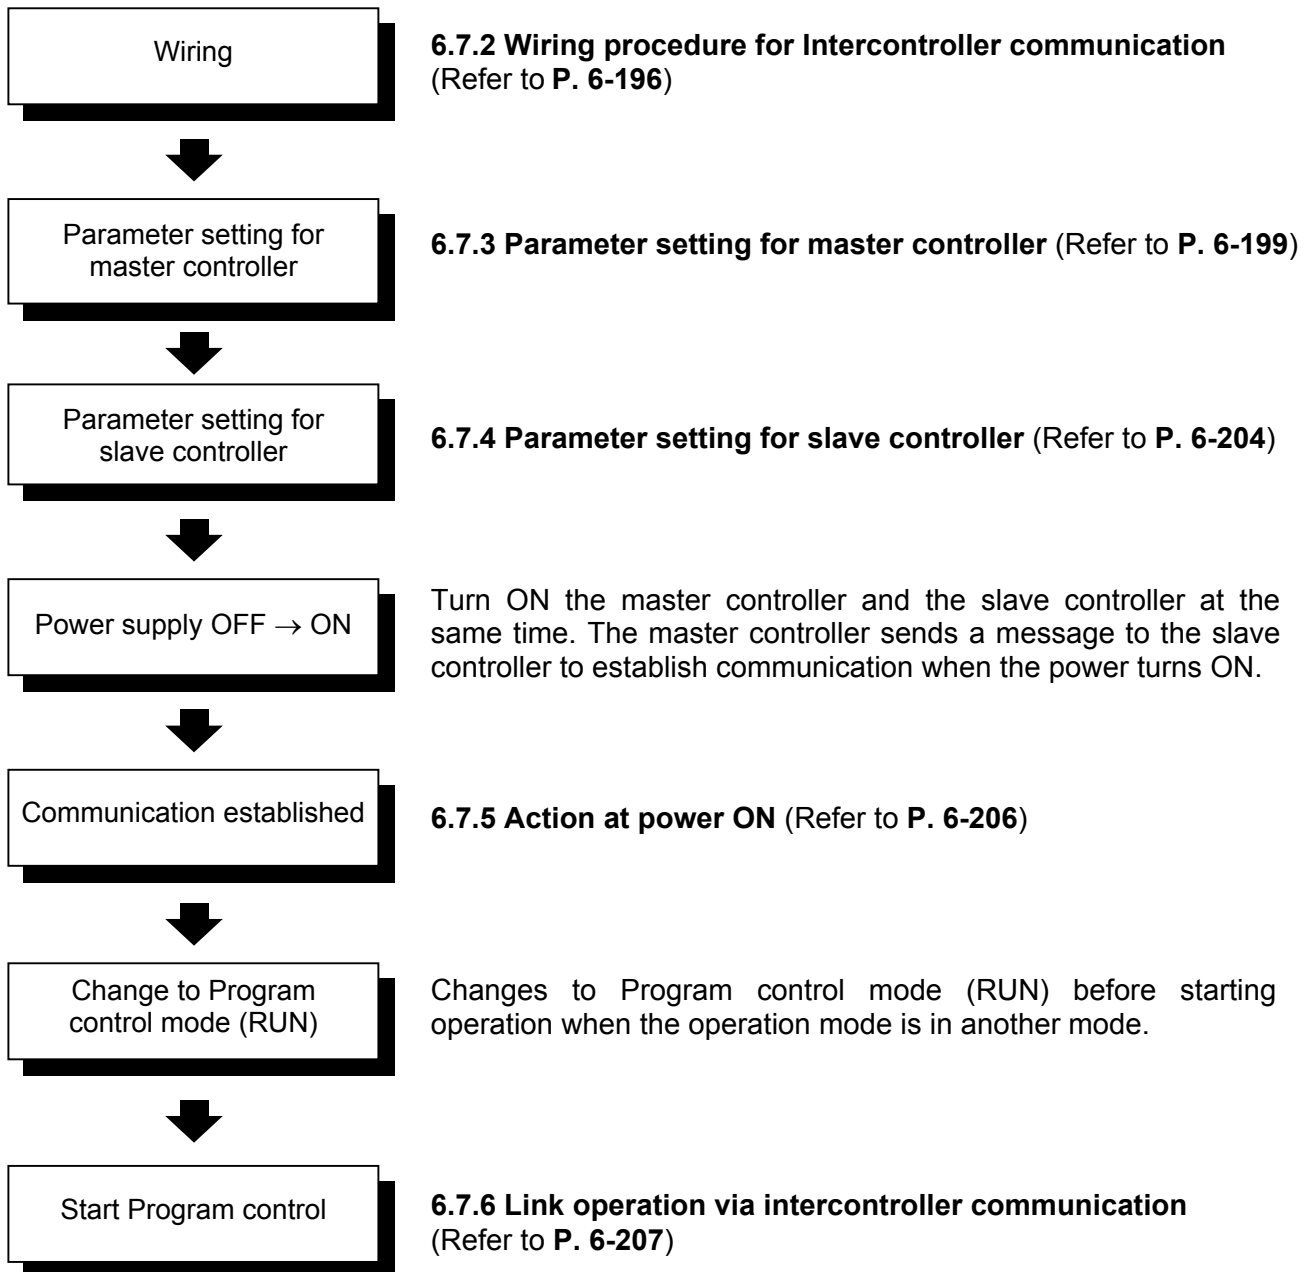 Wiring
6.7.2 Wiring procedure for Intercontroller communication
(Refer to P. 6-196)
Parameter setting for
master controller
6.7.3 Parameter setting for master controller (Refer to P. 6-199)
Parameter setting for
slave controller
6.7.4 Parameter setting for slave controller (Refer to P. 6-204)
Power supply OFF → ON
Turn ON the master controller and the slave controller at the
same time. The master controller sends a message to the slave
controller to establish communication when the power turns ON.
Communication established
6.7.5 Action at power ON (Refer to P. 6-206)
Change to Program
control mode (RUN)
Changes to Program control mode (RUN) before starting
operation when the operation mode is in another mode.
Start Program control
6.7.6 Link operation via intercontroller communication
(Refer to P. 6-207)